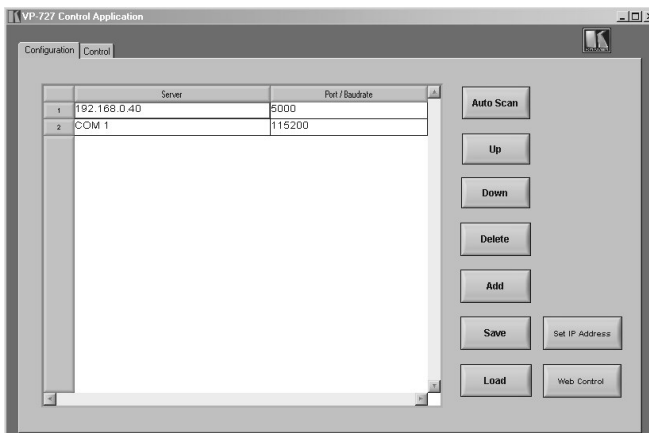 VP-727 Control Application
Configuration Control
Server Port / Baudrate
1 192.168.0.40 5000
2 COM 1 115200
Auto Scan
Up
Down
Delete
Add
Save Set IP Address
Load Web Control